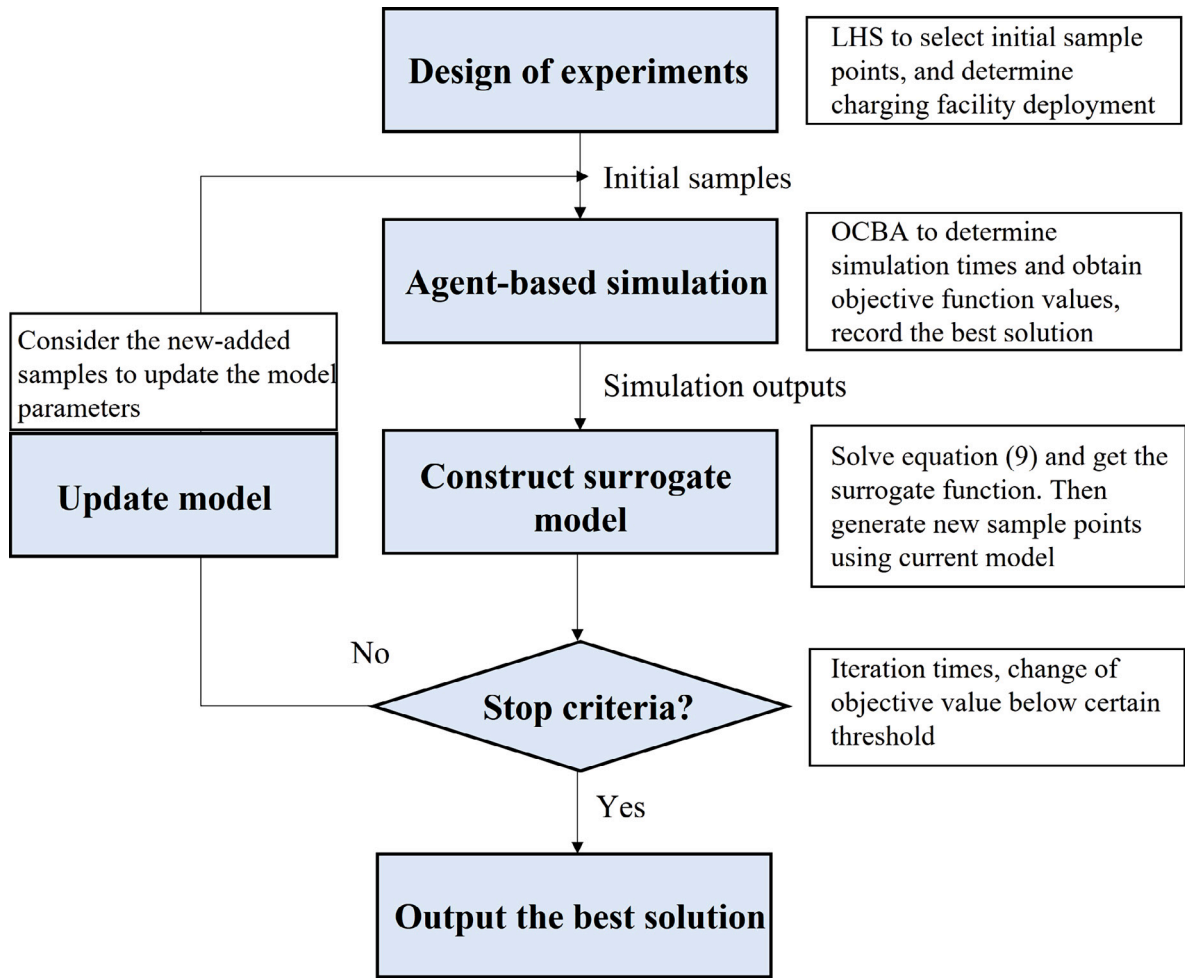 Design of experiments
LHS to select initial sample
points, and determine
charging facility deployment
Initial samples
Agent-based simulation
OCBA to determine
simulation times and obtain
objective function values,
record the best solution
Consider the new-added
samples to update the model
parameters
Update model
Simulation outputs
Construct surrogate
model
Solve equation (9) and get the
surrogate function. Then
generate new sample points
using current model
No
Stop criteria?
Iteration times, change of
objective value below certain
threshold
Yes
Output the best solution